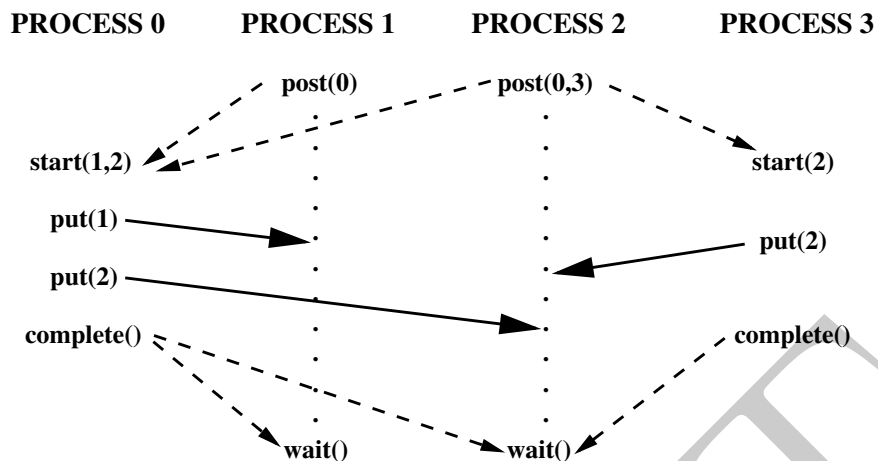 PROCESS 0 PROCESS 1 PROCESS 2 PROCESS 3
post(0) post(0,3)
start(1,2) start(2)
put(1)
put(2)
put(2)
complete() complete()
wait() wait()